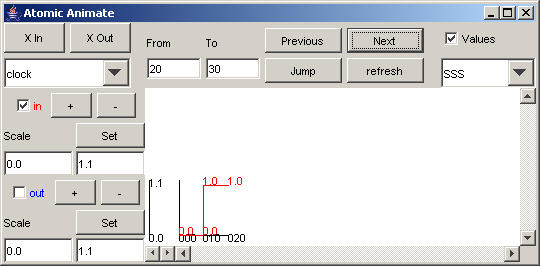 Atomic Animate
X In X Out From To Previous Next Values
clock 20 30 Jump refresh SSS
in + -
Scale Set
0.0 1.1
out + -
Scale Set
0.0 1.1
1.1 1.0 1.0
0.0 0.0
0.0 000 010 020